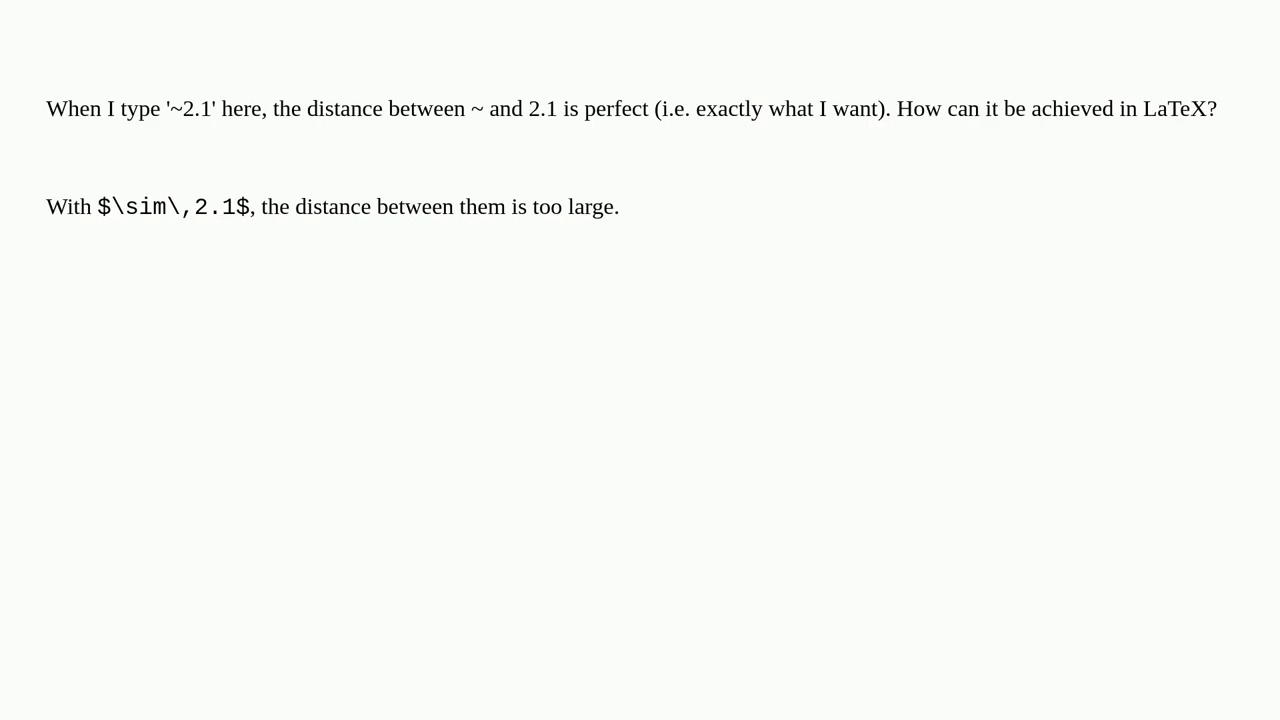 When I type '~2.1' here, the distance between ~ and 2.1 is perfect (i.e. exactly what I want). How can it be achieved in LaTeX?
With $\sim\,2.1$, the distance between them is too large.